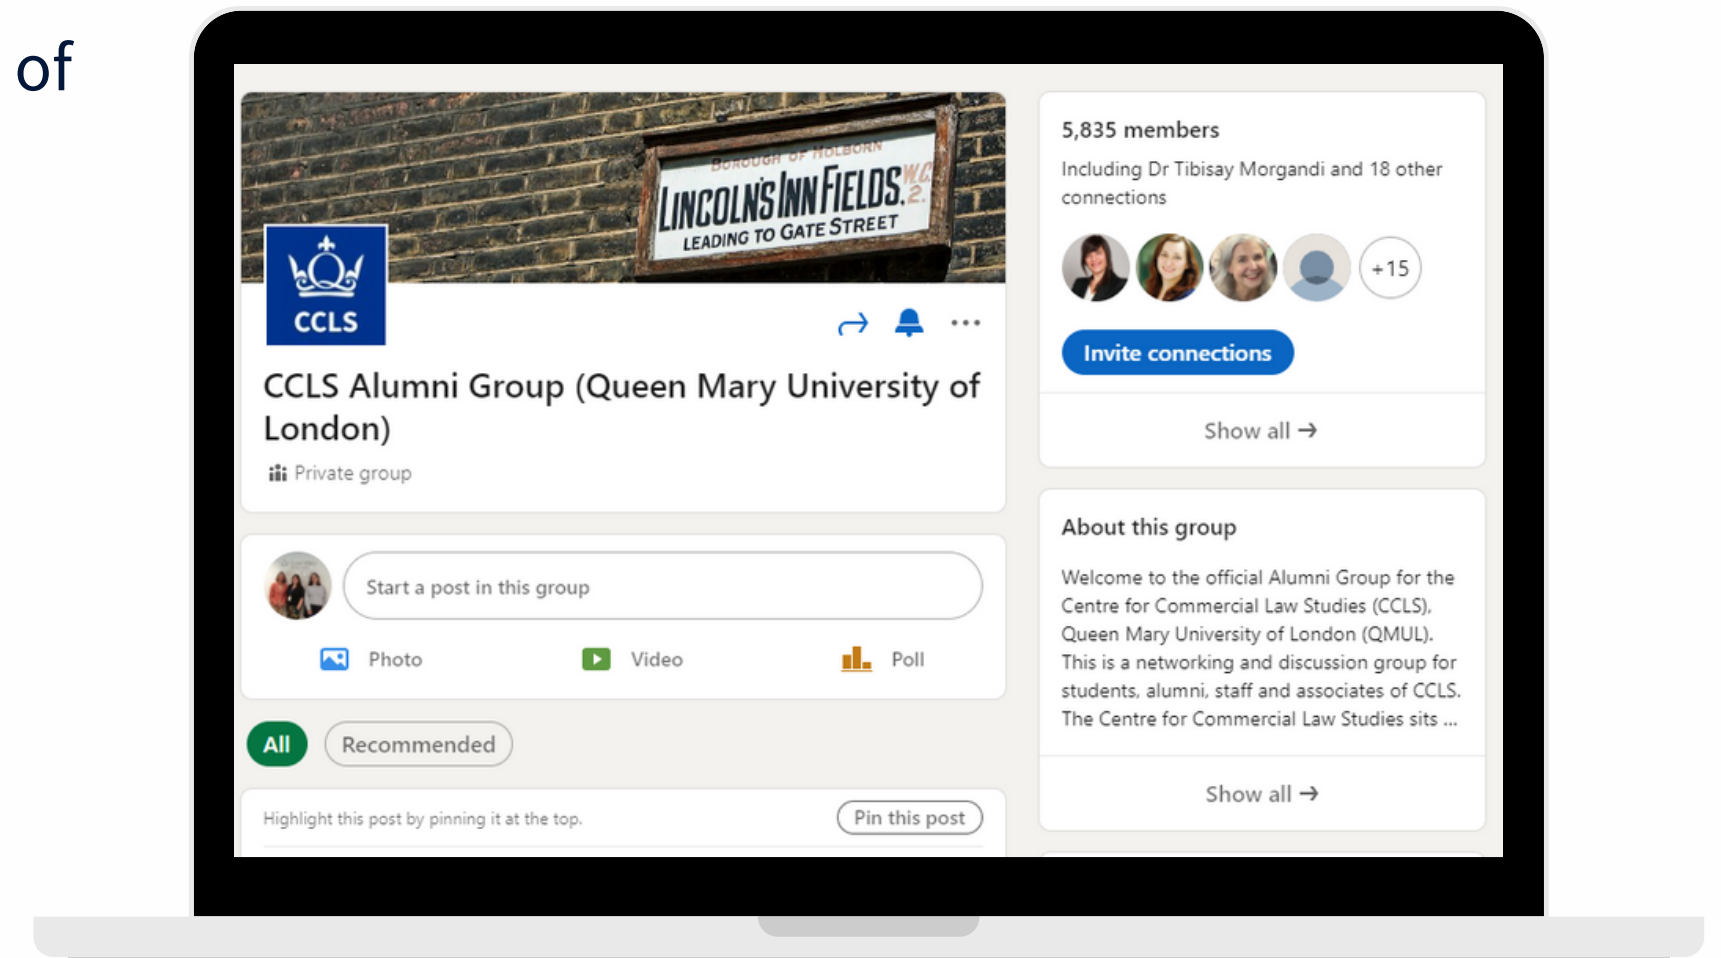 of
BOROUGH OF HOLBORN
LINCOLN'S INN FIELDS, W.C.
2.
LEADING TO GATE STREET
CCLS
CCLS Alumni Group (Queen Mary University of
London)
Private group
Start a post in this group
Photo Video Poll
All Recommended
Highlight this post by pinning it at the top. Pin this post
5,835 members
Including Dr Tibisay Morgandi and 18 other
connections
+15
Invite connections
Show all →
About this group
Welcome to the official Alumni Group for the
Centre for Commercial Law Studies (CCLS),
Queen Mary University of London (QMUL).
This is a networking and discussion group for
students, alumni, staff and associates of CCLS.
The Centre for Commercial Law Studies sits ...
Show all →